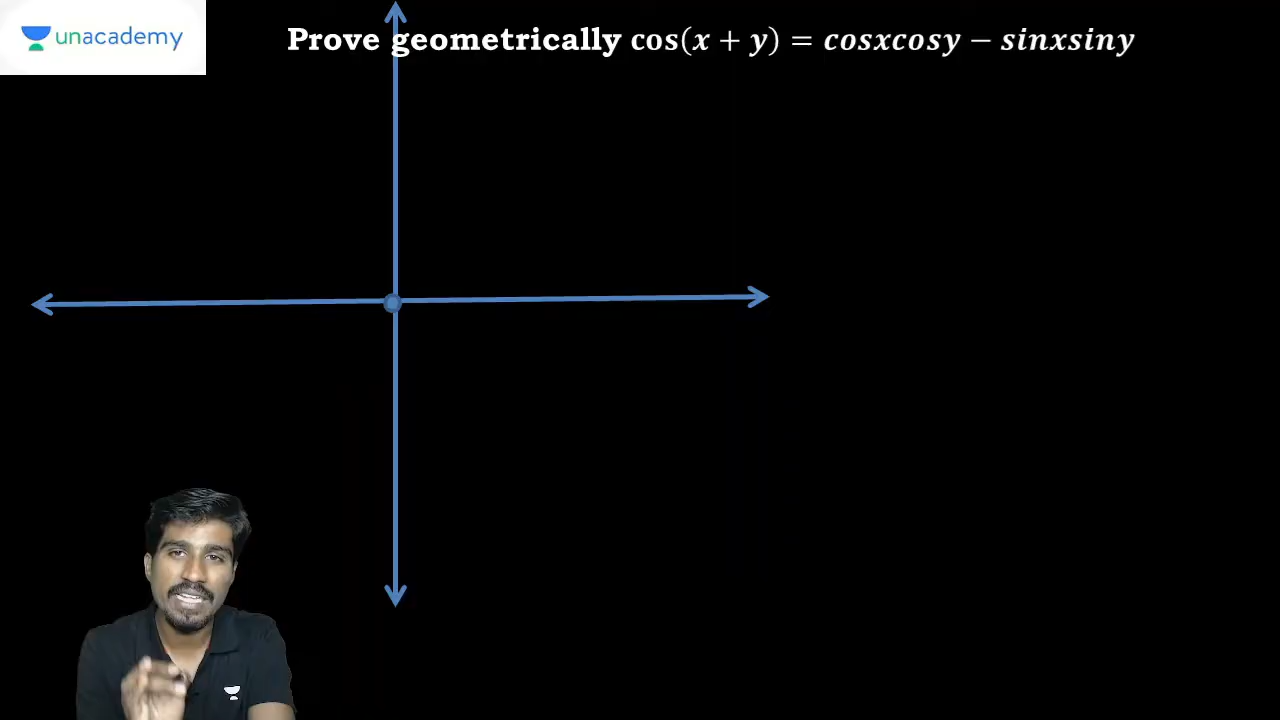 unacademy
Prove geometrically cos(x + y) = cosxcosy − sinxsiny